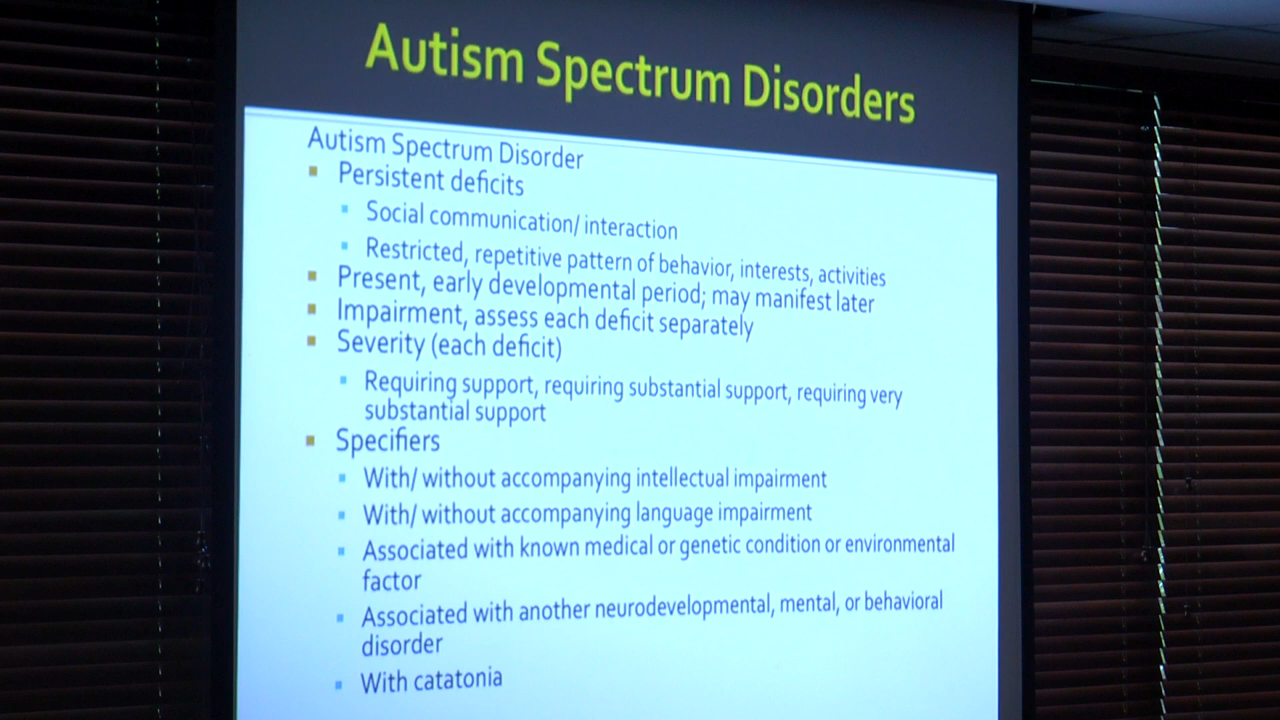 Autism Spectrum Disorders
Autism Spectrum Disorder
Persistent deficits
Social communication/ interaction
Restricted, repetitive pattern of behavior, interests, activities
Present, early developmental period; may manifest later
Impairment, assess each deficit separately
Severity (each deficit)
Requiring support, requiring substantial support, requiring very
substantial support
Specifiers
With/ without accompanying intellectual impairment
With/ without accompanying language impairment
Associated with known medical or genetic condition or environmental
factor
Associated with another neurodevelopmental, mental, or behavioral
disorder
With catatonia